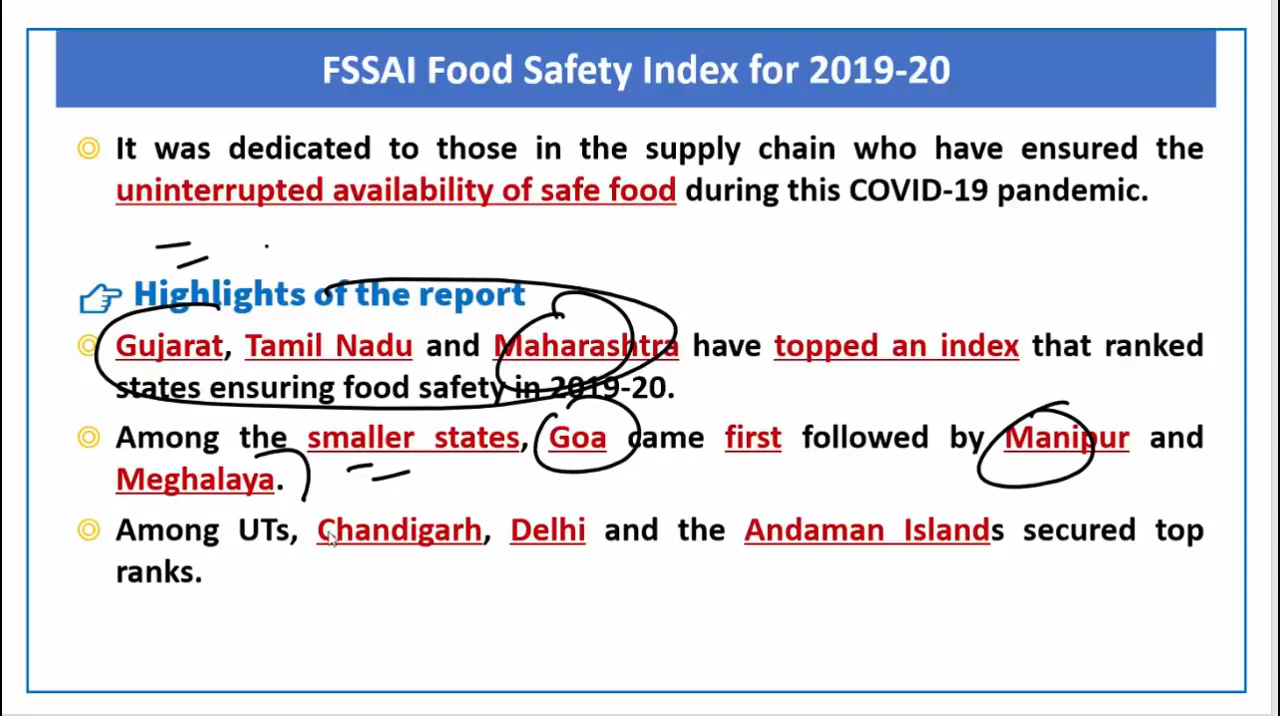 FSSAI Food Safety Index for 2019-20
It was dedicated to those in the supply chain who have ensured the
uninterrupted availability of safe food during this COVID-19 pandemic.
Highlights of the report
Gujarat, Tamil Nadu and Maharashtra have topped an index that ranked
states ensuring food safety in 2019-20.
Among the smaller states, Goa came first followed by Manipur and
Meghalaya.
Among UTs, Chandigarh, Delhi and the Andaman Islands secured top
ranks.